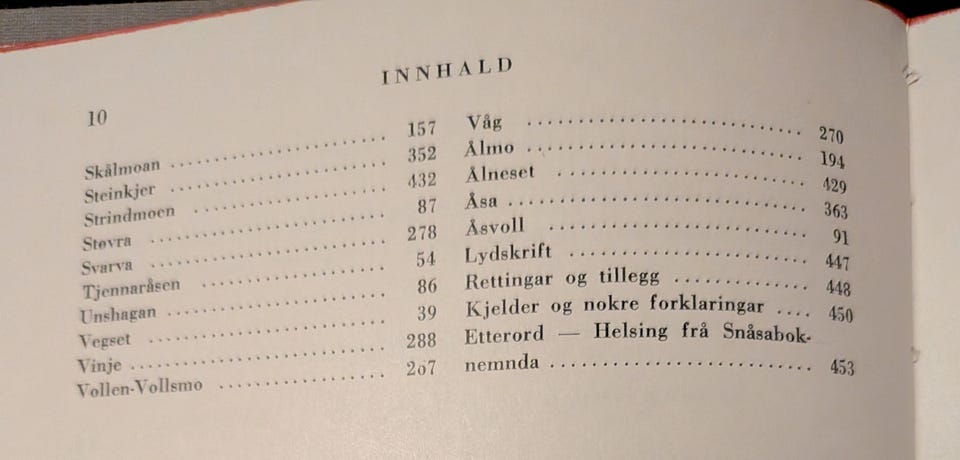 INNHALD
10
Skålmoan .......................... 157
Steinkjer .......................... 352
Strindmoen .......................... 432
Støvra .......................... 87
Svarva .......................... 278
Tjennaråsen .......................... 54
Unshagan .......................... 86
Vegset .......................... 39
Vinje .......................... 288
Vollen-Vollsmo .......................... 207
Våg .......................... 270
Ålmo .......................... 194
Ålneset .......................... 429
Åsa .......................... 363
Åsvoll .......................... 91
Lydskrift .......................... 447
Rettingar og tillegg .............. 448
Kjelder og nokre forklaringar .... 450
Etterord — Helsing frå Snåsabok-
nemnda .......................... 453